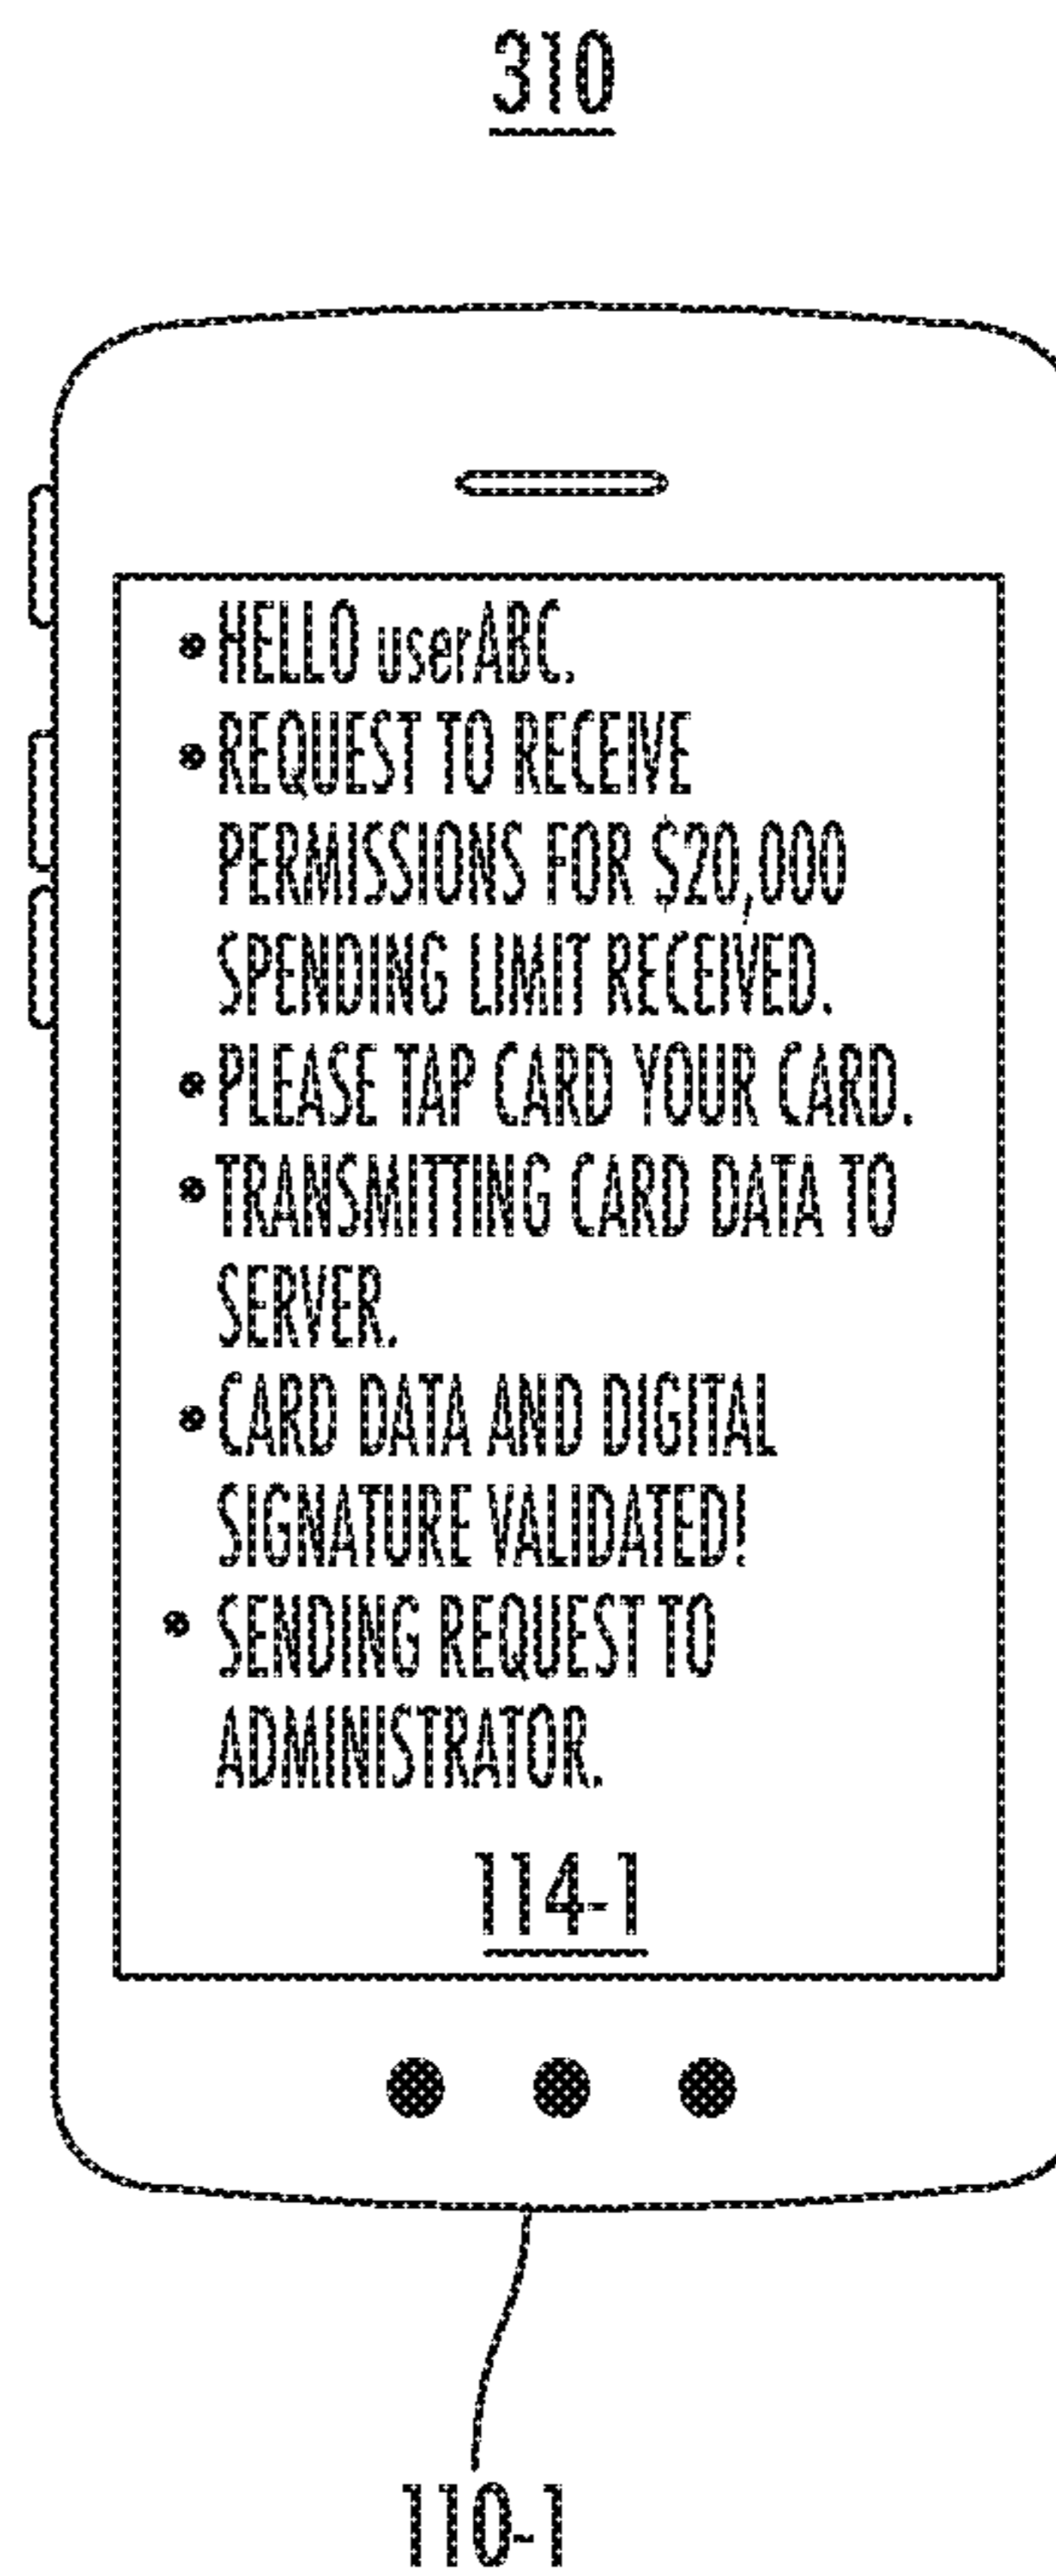 310
• HELLO userABC.
• REQUEST TO RECEIVE
PERMISSIONS FOR $20,000
SPENDING LIMIT RECEIVED.
• PLEASE TAP CARD YOUR CARD.
• TRANSMITTING CARD DATA TO
SERVER.
• CARD DATA AND DIGITAL
SIGNATURE VALIDATED!
• SENDING REQUEST TO
ADMINISTRATOR.
114-1
110-1